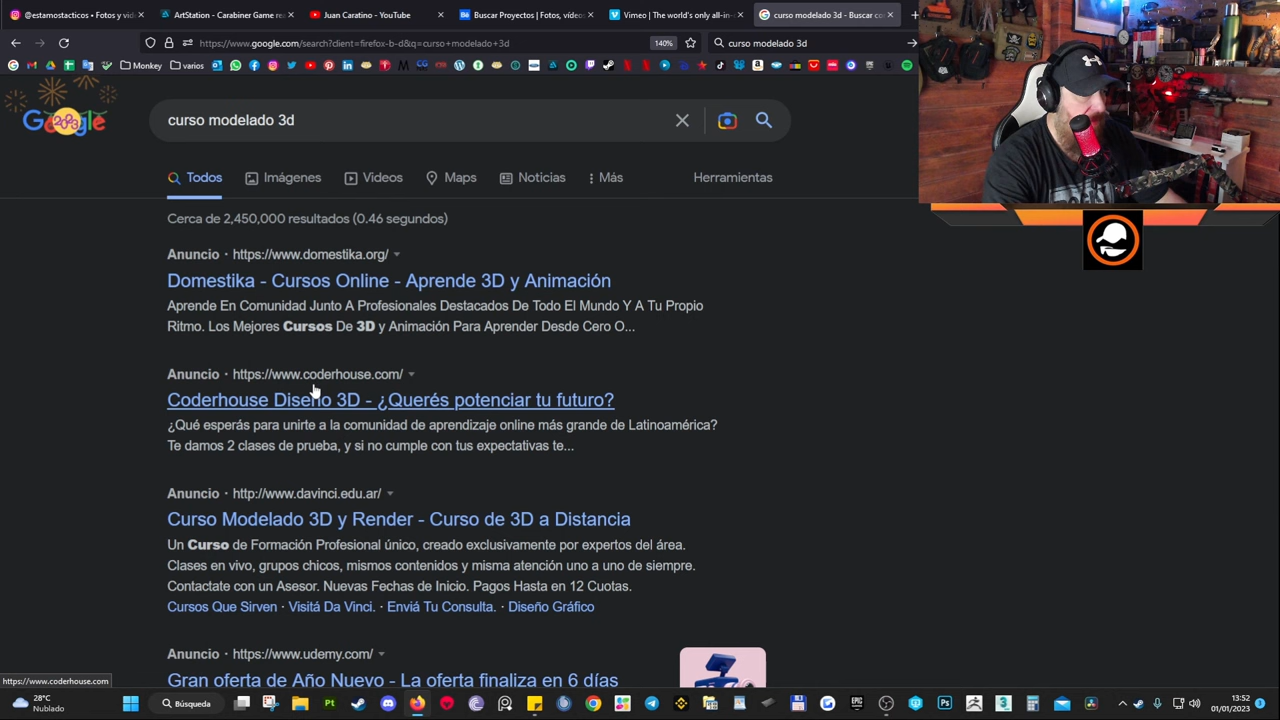 @estamostacticos • Fotos y vide
ArtStation - Carabiner Game re
Juan Caratino - YouTube
Buscar Proyectos | Fotos, videos
Vimeo | The world's only all-in-
curso modelado 3d - Buscar co
https://www.google.com/search?client=firefox-b-d&q=curso+modelado+3d
140%
curso modelado 3d
Monkey
varios
curso modelado 3d
Todos
Imágenes
Videos
Maps
Noticias
Más
Herramientas
Cerca de 2,450,000 resultados (0.46 segundos)
Anuncio · https://www.domestika.org/
Domestika - Cursos Online - Aprende 3D y Animación
Aprende En Comunidad Junto A Profesionales Destacados De Todo El Mundo Y A Tu Propio
Ritmo. Los Mejores Cursos De 3D y Animación Para Aprender Desde Cero O...
Anuncio · https://www.coderhouse.com/
Coderhouse Diseño 3D - ¿Querés potenciar tu futuro?
¿Qué esperás para unirte a la comunidad de aprendizaje online más grande de Latinoamérica?
Te damos 2 clases de prueba, y si no cumple con tus expectativas te...
Anuncio · http://www.davinci.edu.ar/
Curso Modelado 3D y Render - Curso de 3D a Distancia
Un Curso de Formación Profesional único, creado exclusivamente por expertos del área.
Clases en vivo, grupos chicos, mismos contenidos y misma atención uno a uno de siempre.
Contactate con un Asesor. Nuevas Fechas de Inicio. Pagos Hasta en 12 Cuotas.
Cursos Que Sirven · Visitá Da Vinci. · Enviá Tu Consulta. · Diseño Gráfico
Anuncio · https://www.udemy.com/
Gran oferta de Año Nuevo - La oferta finaliza en 6 días
https://www.coderhouse.com
28°C
Nublado
Búsqueda
13:52
01/01/2023